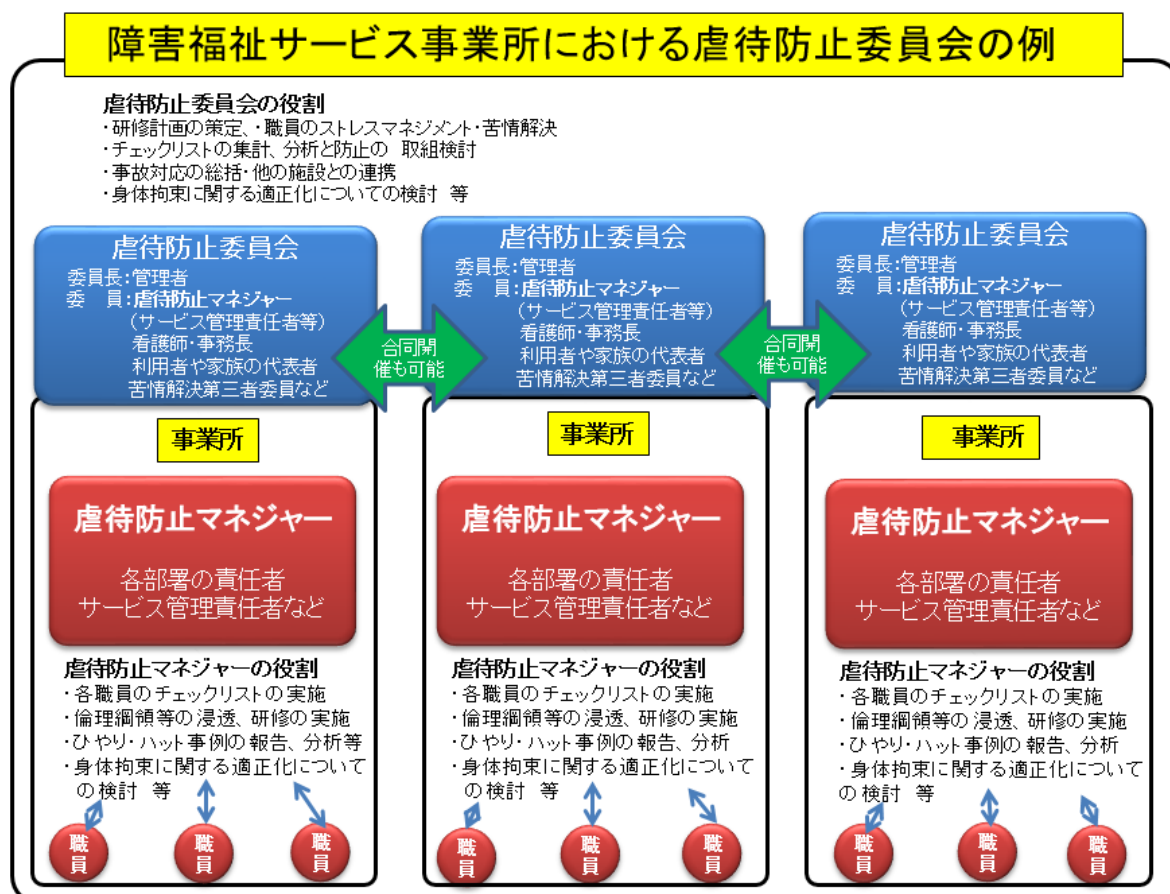 障害福祉サービス事業所における虐待防止委員会の例
虐待防止委員会の役割
・研修計画の策定、・職員のストレスマネジメント・苦情解決
・チェックリストの集計、分析と防止の 取組検討
・事故対応の総括・他の施設との連携
・身体拘束に関する適正化についての検討 等
虐待防止委員会
委員長：管理者
委 員：虐待防止マネジャー
（サービス管理責任者等）
看護師・事務長
利用者や家族の代表者
苦情解決第三者委員など
合同開
催も可能
虐待防止委員会
委員長：管理者
委 員：虐待防止マネジャー
（サービス管理責任者等）
看護師・事務長
利用者や家族の代表者
苦情解決第三者委員など
合同開
催も可能
虐待防止委員会
委員長：管理者
委 員：虐待防止マネジャー
（サービス管理責任者等）
看護師・事務長
利用者や家族の代表者
苦情解決第三者委員など
事業所
虐待防止マネジャー
各部署の責任者
サービス管理責任者など
虐待防止マネジャーの役割
・各職員のチェックリストの実施
・倫理綱領等の浸透、研修の実施
・ひやり・ハット事例の報告、分析等
・身体拘束に関する適正化について
の検討 等
職員
職員
職員
事業所
虐待防止マネジャー
各部署の責任者
サービス管理責任者など
虐待防止マネジャーの役割
・各職員のチェックリストの実施
・倫理綱領等の浸透、研修の実施
・ひやり・ハット事例の報告、分析
・身体拘束に関する適正化について
の検討 等
職員
職員
職員
事業所
虐待防止マネジャー
各部署の責任者
サービス管理責任者など
虐待防止マネジャーの役割
・各職員のチェックリストの実施
・倫理綱領等の浸透、研修の実施
・ひやり・ハット事例の報告、分析
・身体拘束に関する適正化について
の検討 等
職員
職員
職員